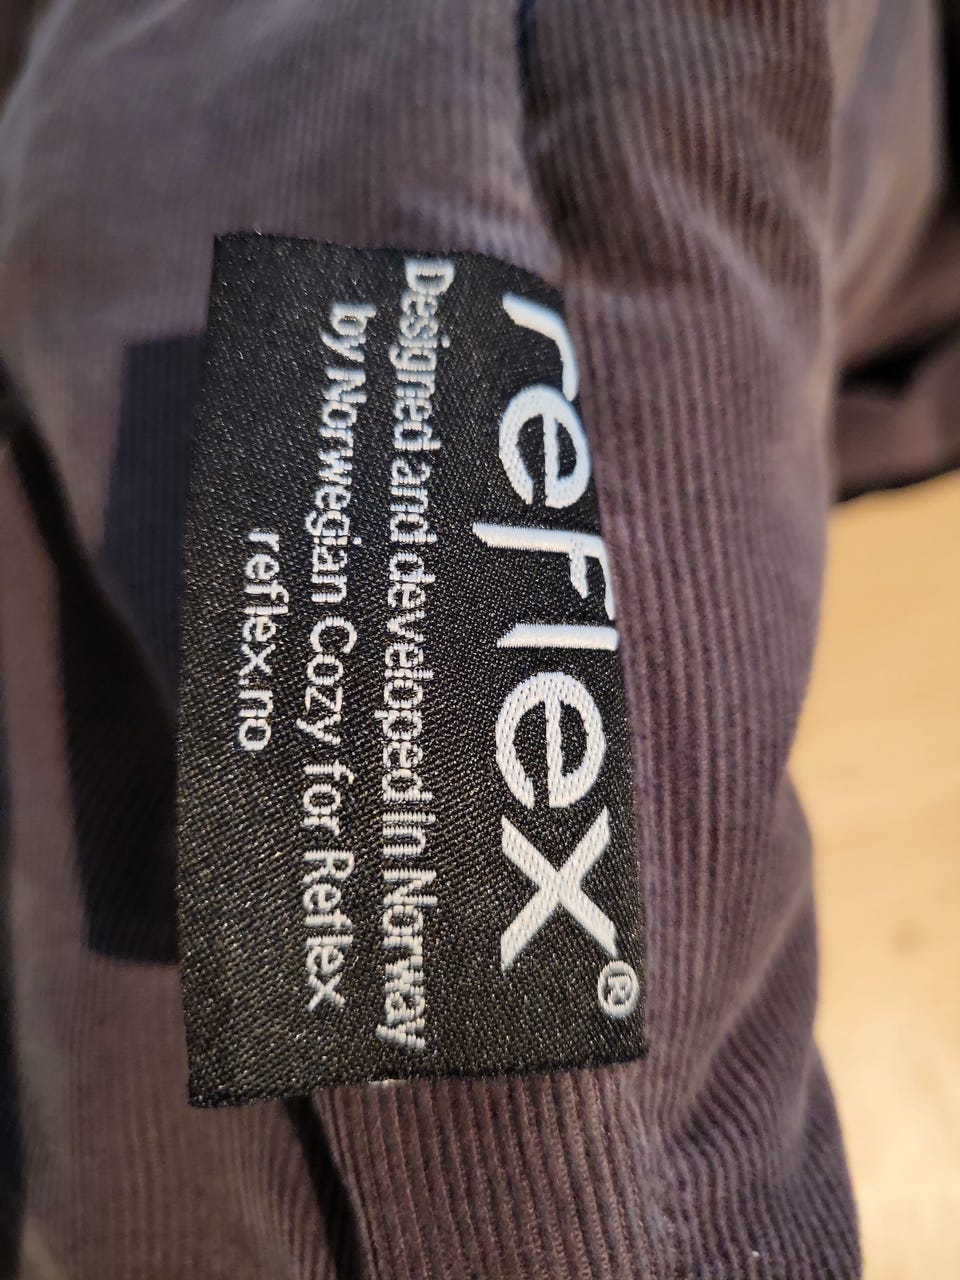 reflex®
Designed and developed in Norway
by Norwegian Cozy for Reflex
reflex.no